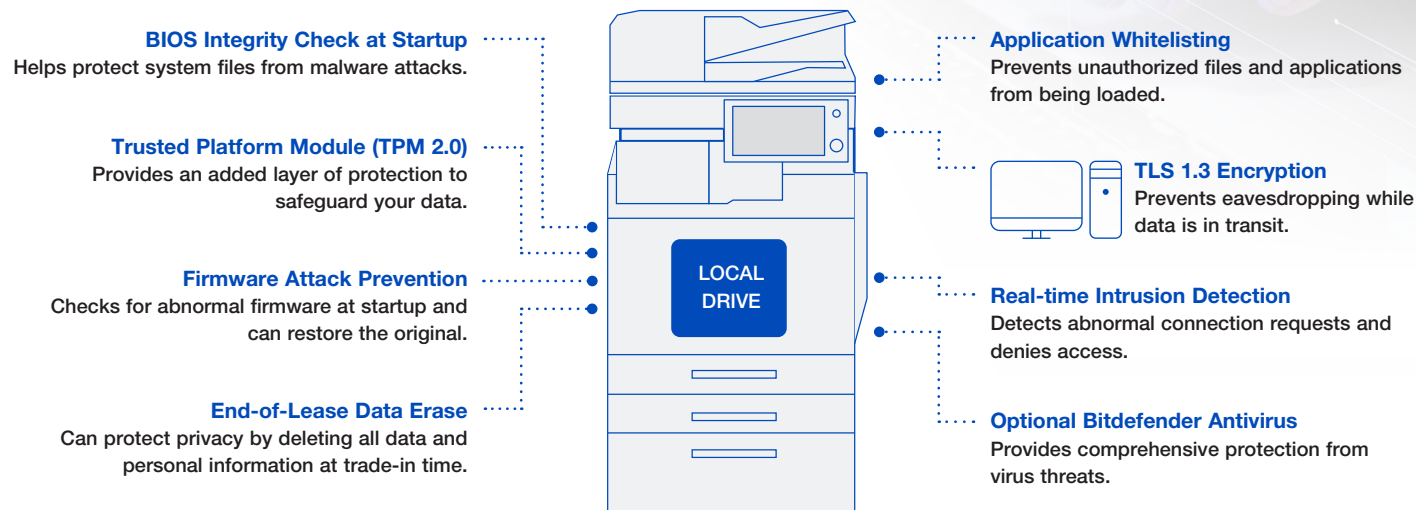 BIOS Integrity Check at Startup
Helps protect system files from malware attacks.
Trusted Platform Module (TPM 2.0)
Provides an added layer of protection to
safeguard your data.
Firmware Attack Prevention
Checks for abnormal firmware at startup and
can restore the original.
End-of-Lease Data Erase
Can protect privacy by deleting all data and
personal information at trade-in time.
LOCAL
DRIVE
Application Whitelisting
Prevents unauthorized files and applications
from being loaded.
TLS 1.3 Encryption
Prevents eavesdropping while
data is in transit.
Real-time Intrusion Detection
Detects abnormal connection requests and
denies access.
Optional Bitdefender Antivirus
Provides comprehensive protection from
virus threats.